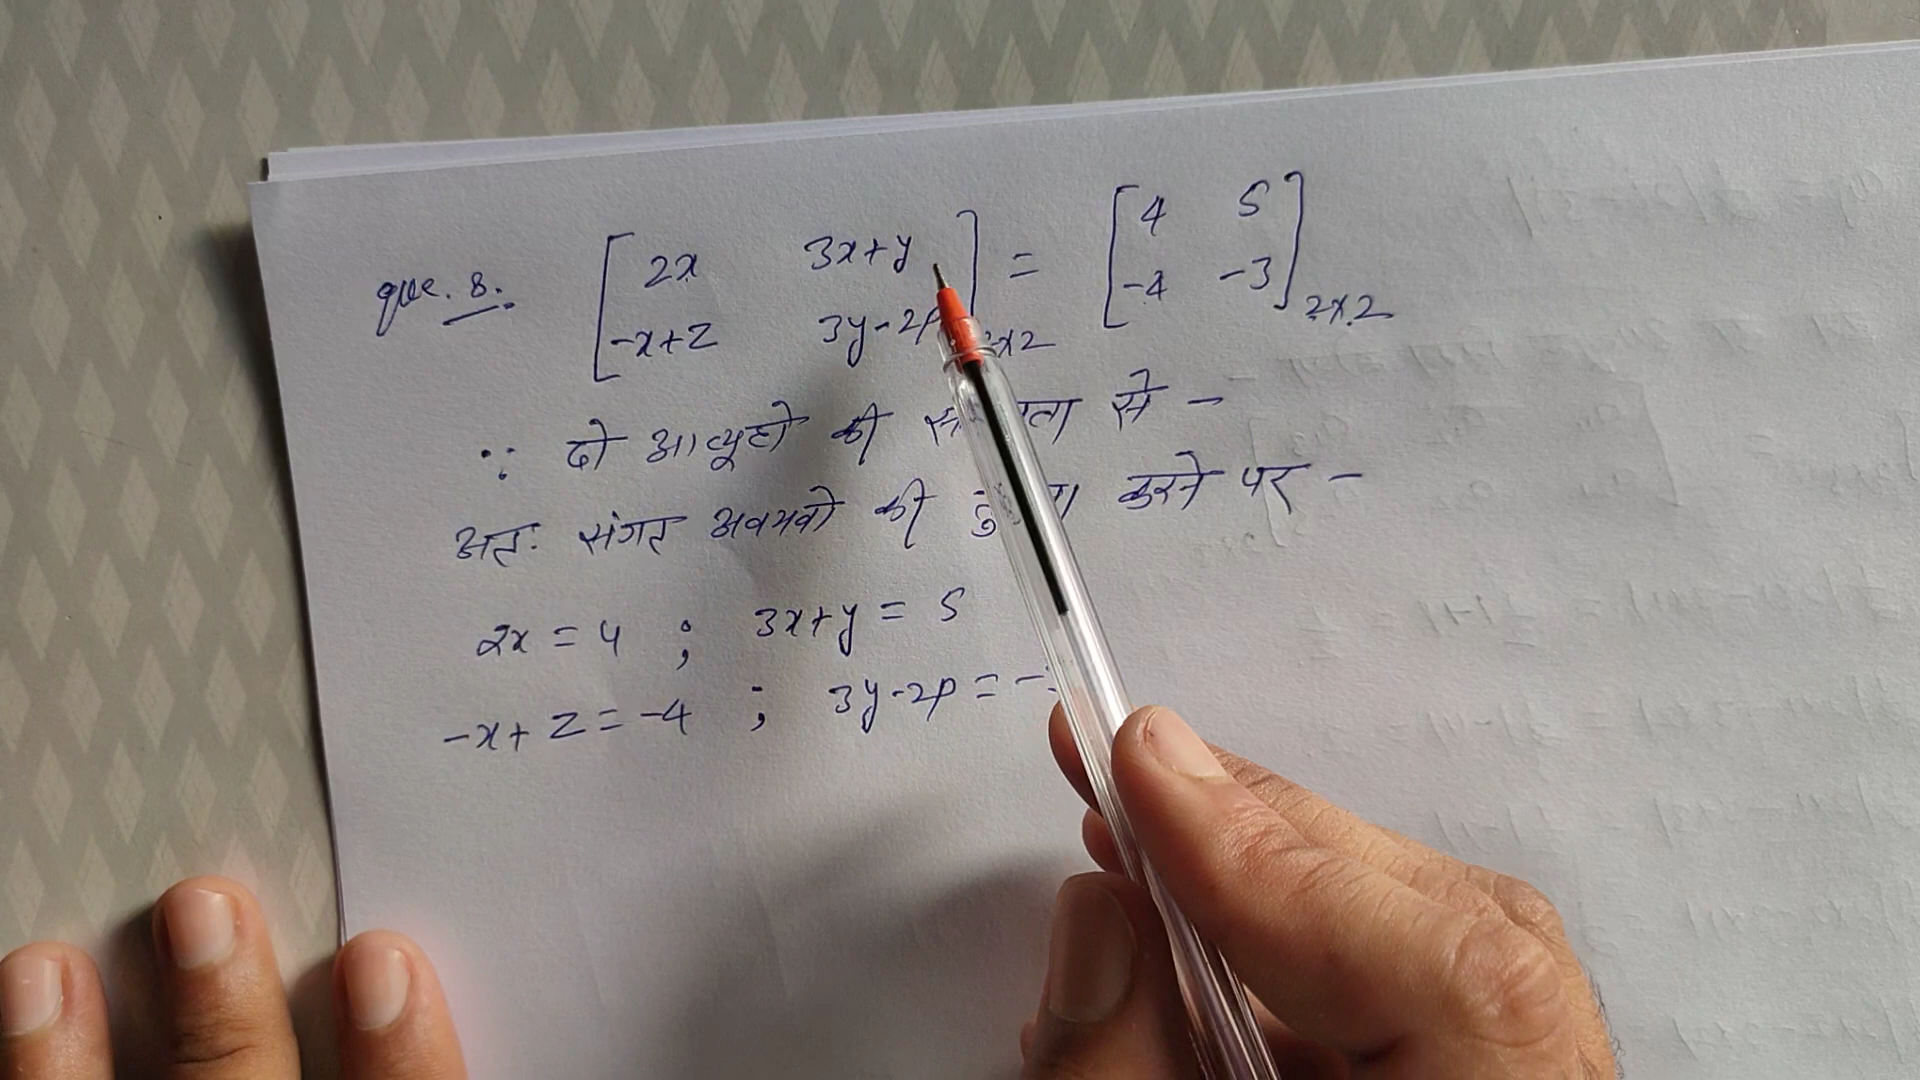 que. 8. [ 2x 3x+y ] = [ 4 5 ]
-x+z 3y-2p ×2 -4 -3 2×2
∵ दो आव्यूहो की से -
अतः संगत अवयवो की करने पर -
2x = 4 ; 3x+y = 5
-x+z = -4 ; 3y-2p = -